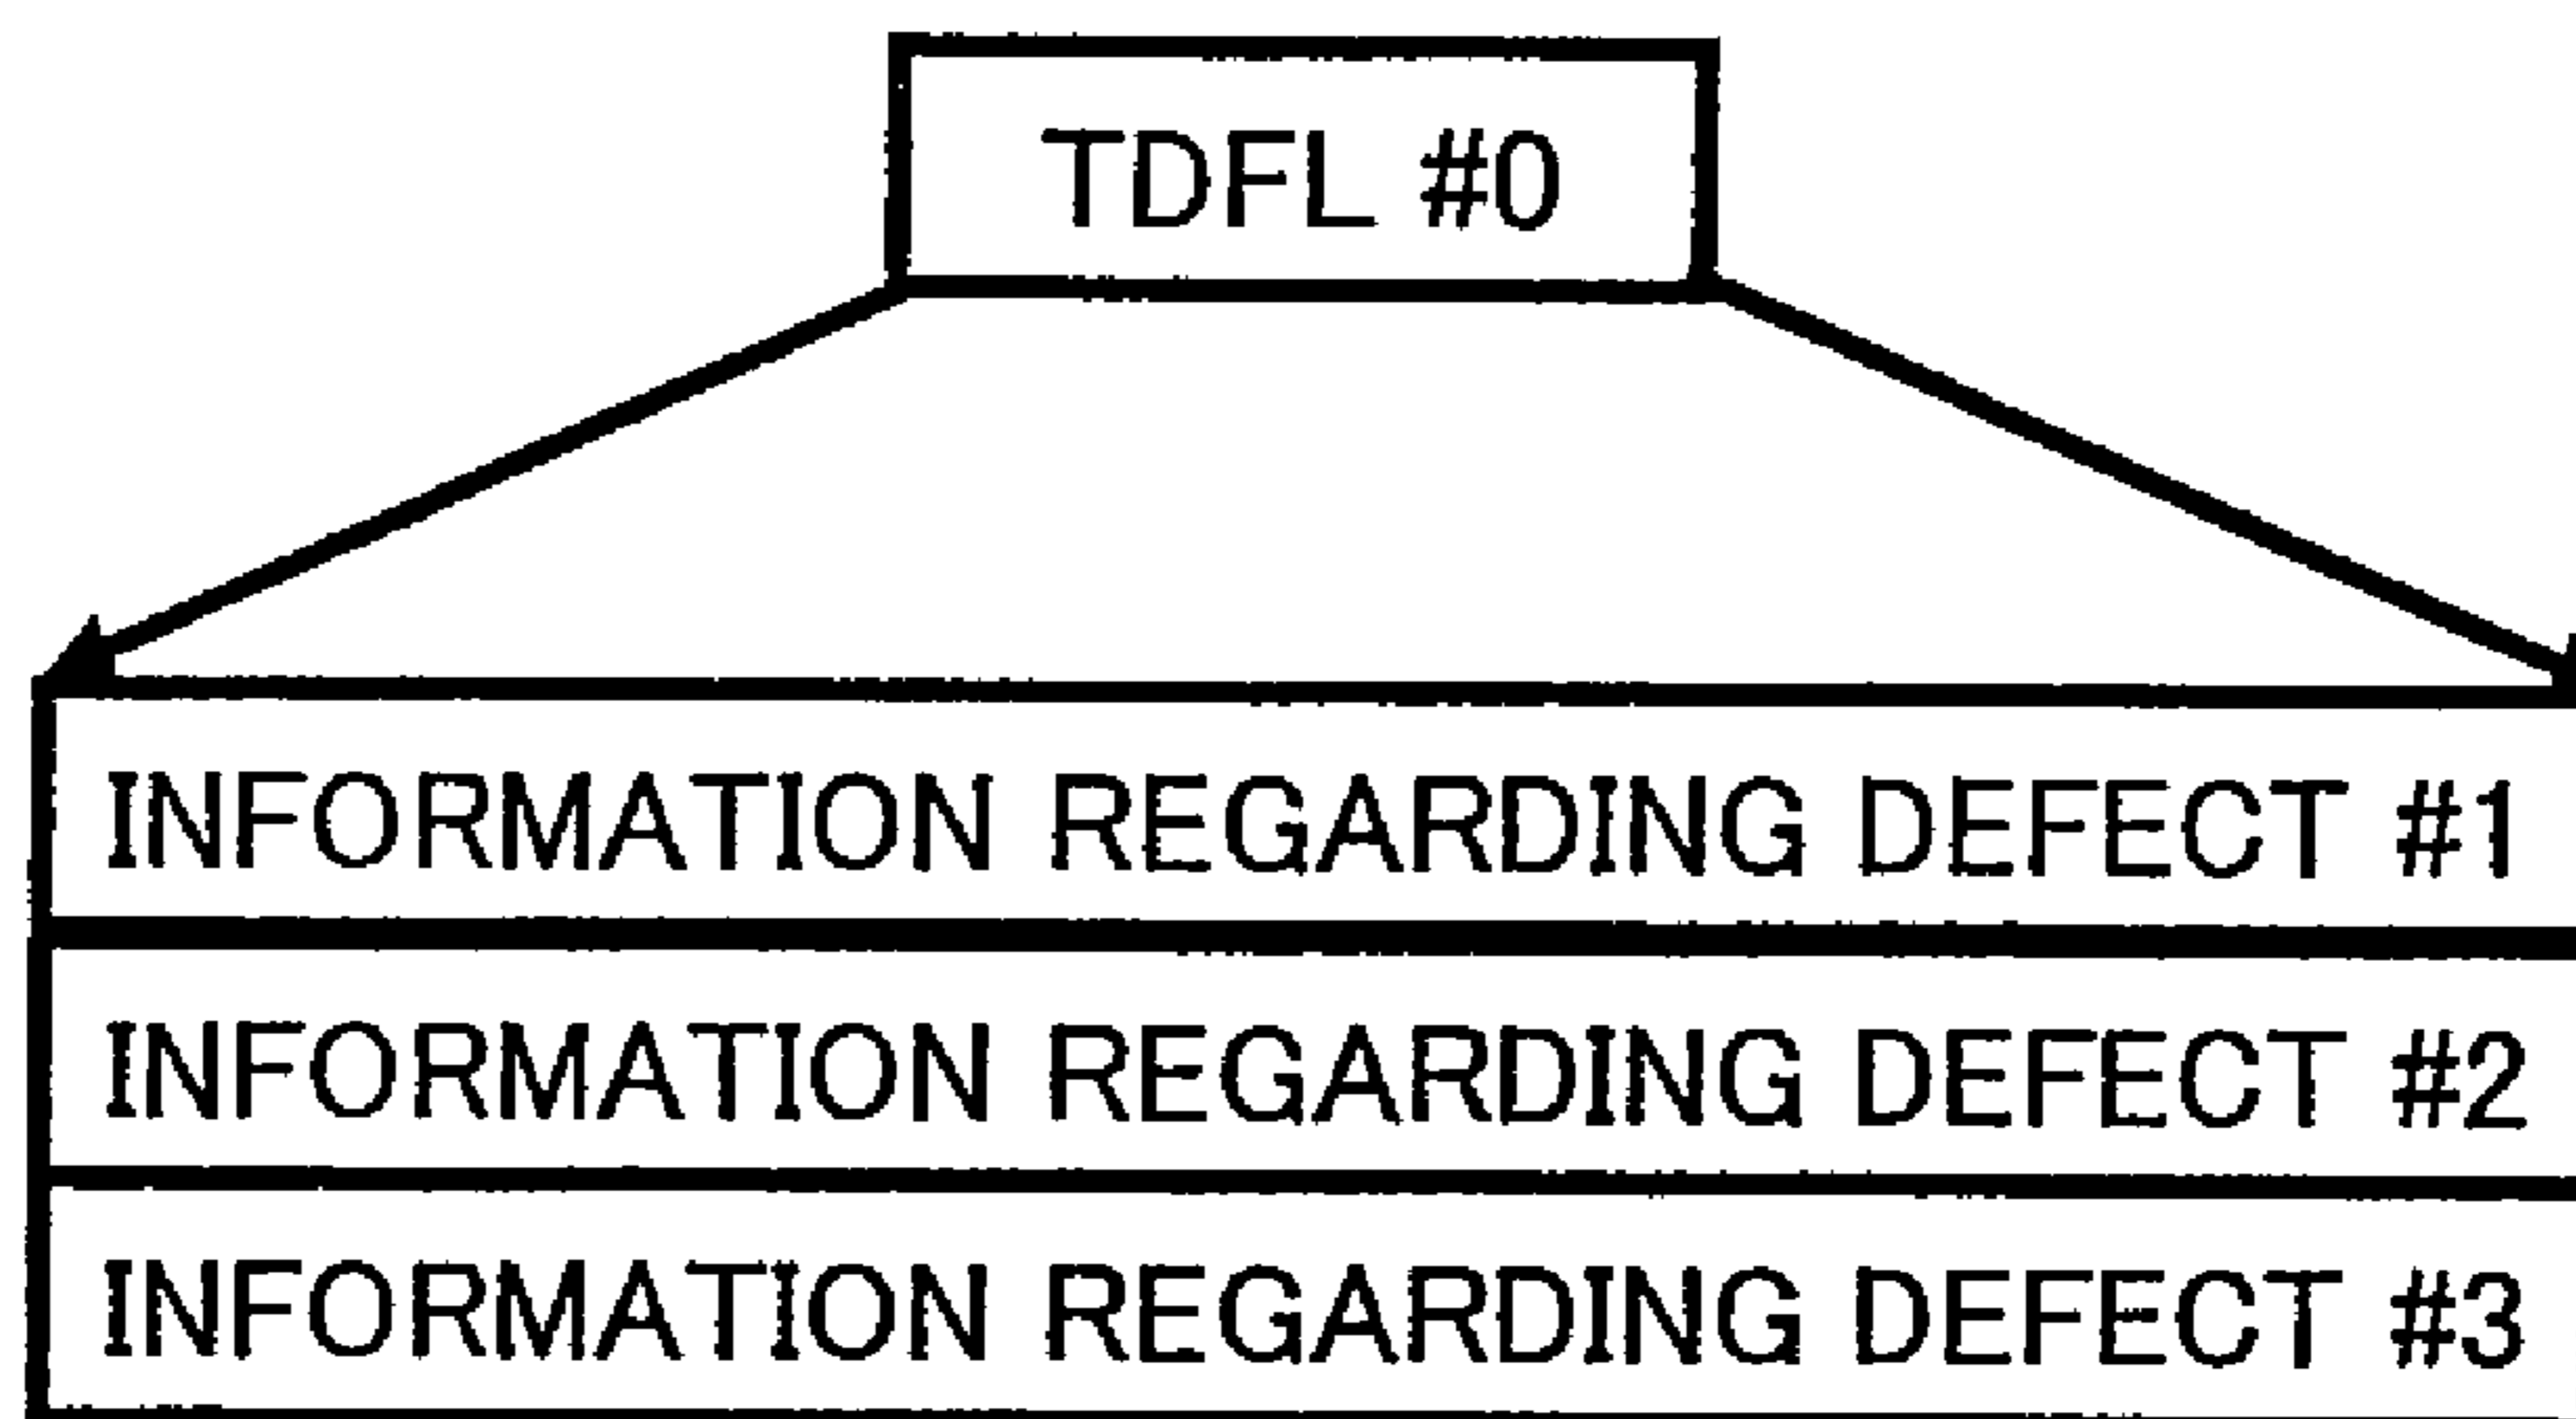 TDFL #0
INFORMATION REGARDING DEFECT #1
INFORMATION REGARDING DEFECT #2
INFORMATION REGARDING DEFECT #3